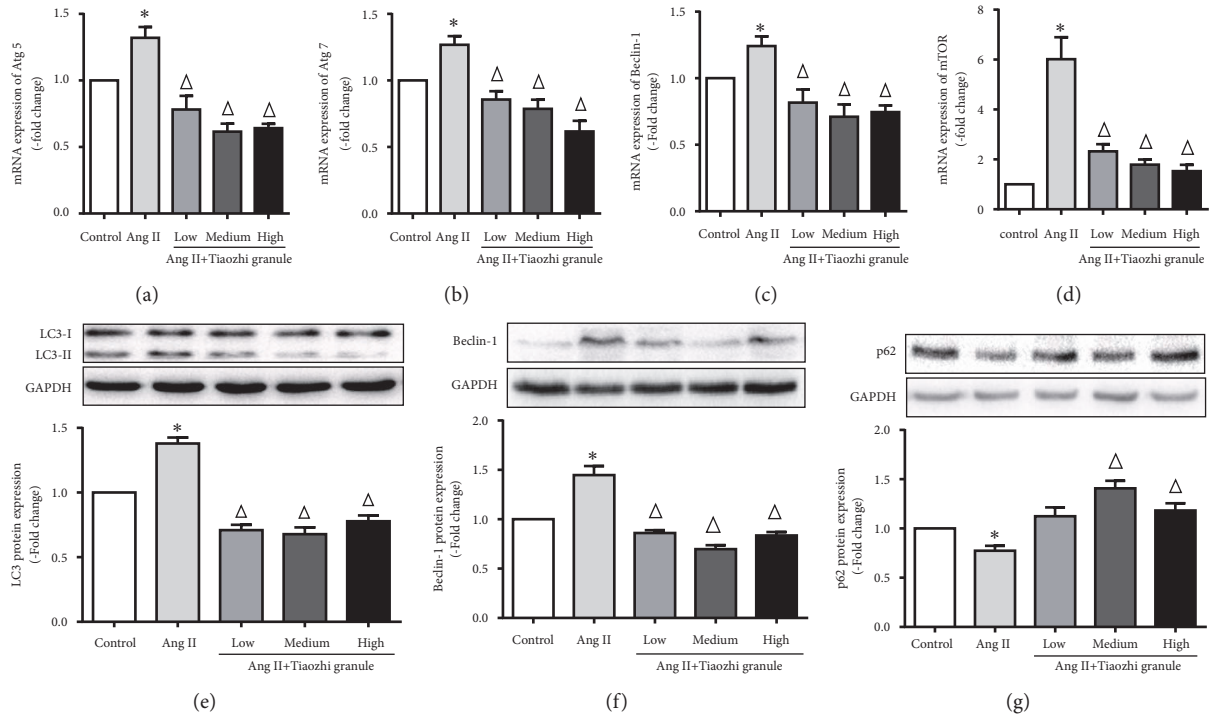 mRNA expression of Atg 5
(-fold change)
1.5
1.0
0.5
0.0
*
Δ
Δ
Δ
Control Ang II Low Medium High
Ang II+Tiaozhi granule
(a)
mRNA expression of Atg 7
(-fold change)
1.5
1.0
0.5
0.0
*
Δ
Δ
Δ
Control Ang II Low Medium High
Ang II+Tiaozhi granule
(b)
mRNA expression of Beclin-1
(-Fold change)
1.5
1.0
0.5
0.0
*
Δ
Δ
Δ
Control Ang II Low Medium High
Ang II+Tiaozhi granule
(c)
mRNA expression of mTOR
(-fold change)
8
6
4
2
0
*
Δ
Δ
Δ
control Ang II Low Medium High
Ang II+Tiaozhi granule
(d)
LC3-I
LC3-II
GAPDH
LC3 protein expression
(-Fold change)
1.5
1.0
0.5
0.0
*
Δ
Δ
Δ
Control Ang II Low Medium High
Ang II+Tiaozhi granule
(e)
Beclin-1
GAPDH
Beclin-1 protein expression
(-Fold change)
2.0
1.5
1.0
0.5
0.0
*
Δ
Δ
Δ
Control Ang II Low Medium High
Ang II+Tiaozhi granule
(f)
p62
GAPDH
p62 protein expression
(-Fold change)
2.0
1.5
1.0
0.5
0.0
*
Δ
Δ
Control Ang II Low Medium High
Ang II+Tiaozhi granule
(g)